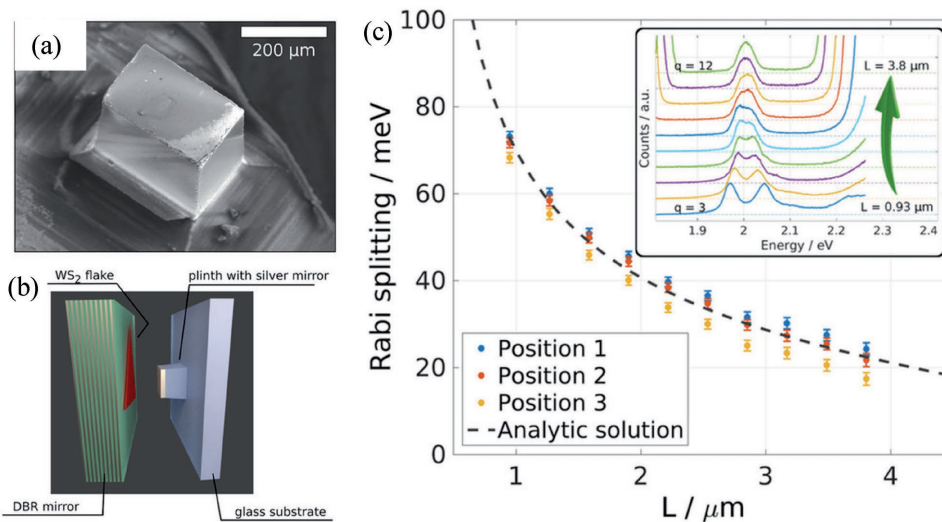 (a)
200 μm
(b)
WS₂ flake
plinth with silver mirror
DBR mirror
glass substrate
(c)
Rabi splitting / meV
100
80
60
40
20
0
1
2
3
4
L / μm
Position 1
Position 2
Position 3
Analytic solution
q = 12
L = 3.8 μm
q = 3
L = 0.93 μm
Counts / a.u.
1.9
2
2.1
2.2
2.3
2.4
Energy / eV